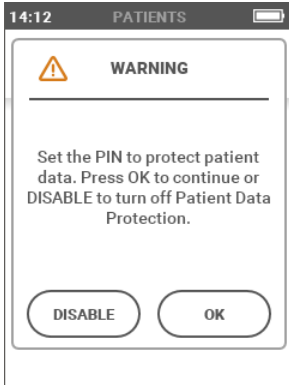 14:12 PATIENTS
WARNING
Set the PIN to protect patient
data. Press OK to continue or
DISABLE to turn off Patient Data
Protection.
DISABLE OK